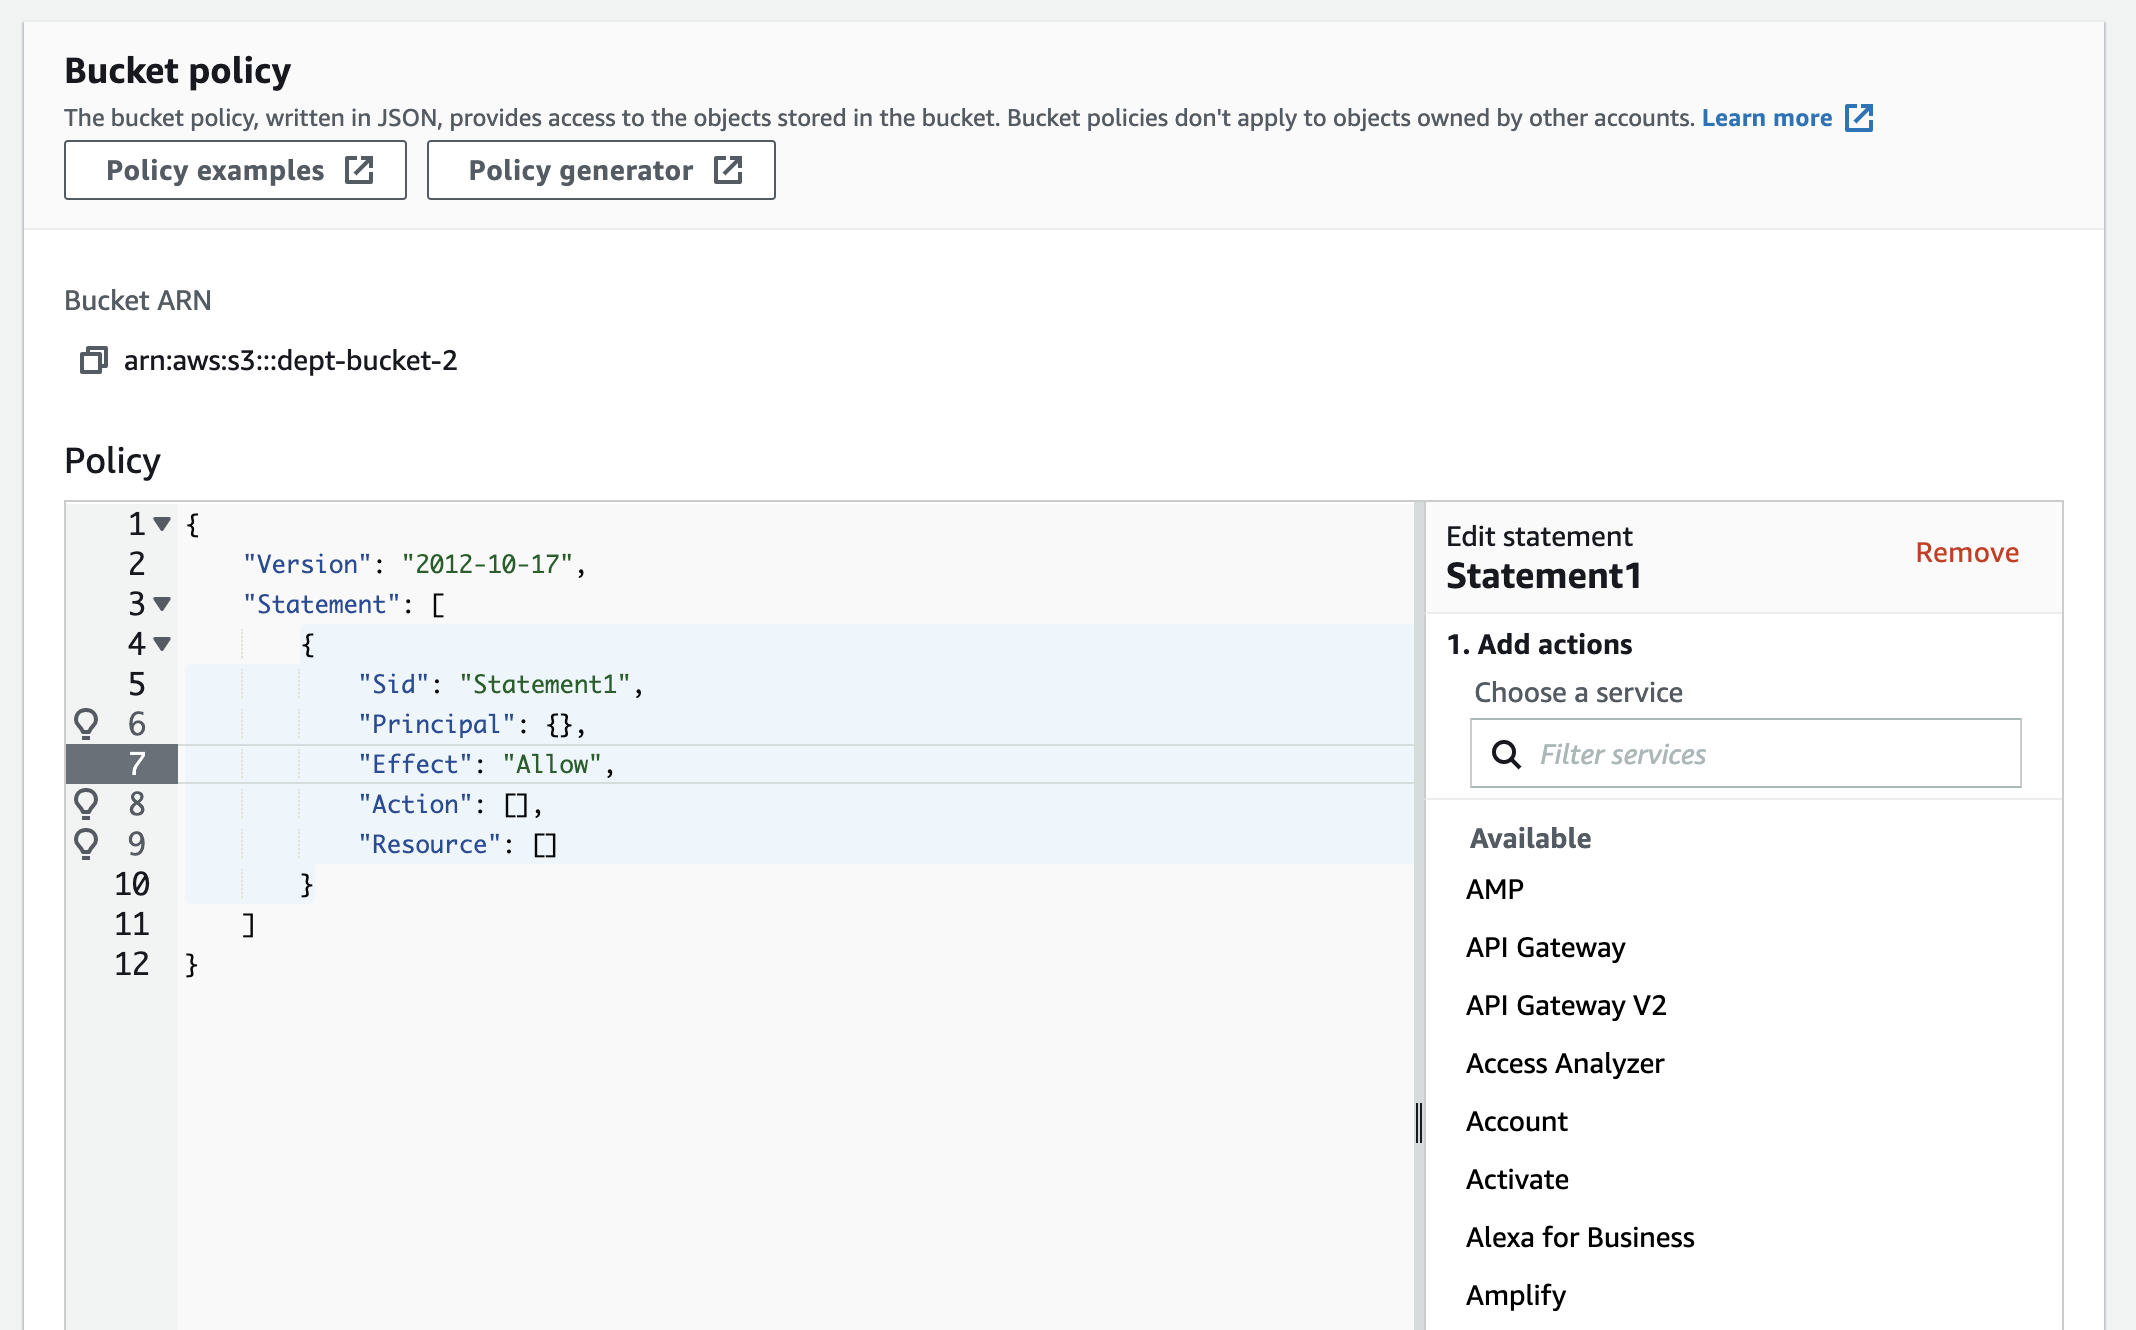 Bucket policy
The bucket policy, written in JSON, provides access to the objects stored in the bucket. Bucket policies don't apply to objects owned by other accounts. Learn more
Policy examples
Policy generator
Bucket ARN
arn:aws:s3:::dept-bucket-2
Policy
1 {
2 "Version": "2012-10-17",
3 "Statement": [
4 {
5 "Sid": "Statement1",
6 "Principal": {},
7 "Effect": "Allow",
8 "Action": [],
9 "Resource": []
10 }
11 ]
12 }
Edit statement
Statement1
Remove
1. Add actions
Choose a service
Filter services
Available
AMP
API Gateway
API Gateway V2
Access Analyzer
Account
Activate
Alexa for Business
Amplify